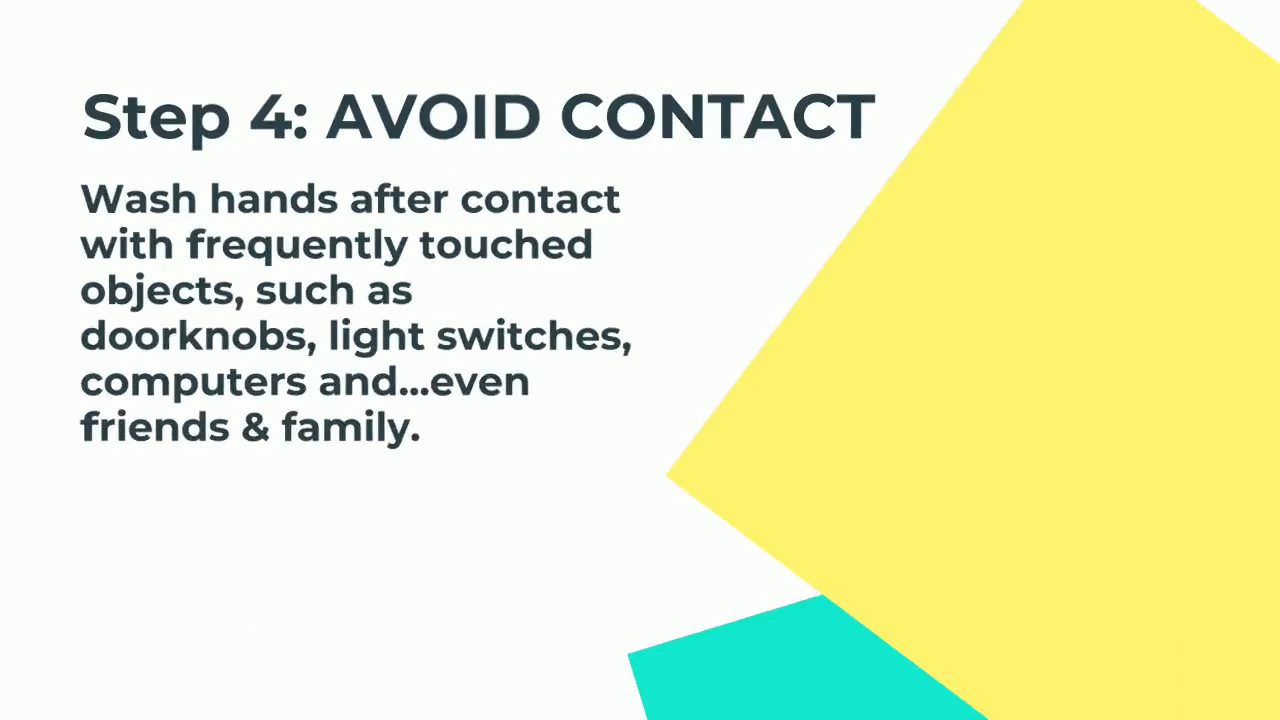 Step 4: AVOID CONTACT
Wash hands after contact
with frequently touched
objects, such as
doorknobs, light switches,
computers and...even
friends & family.